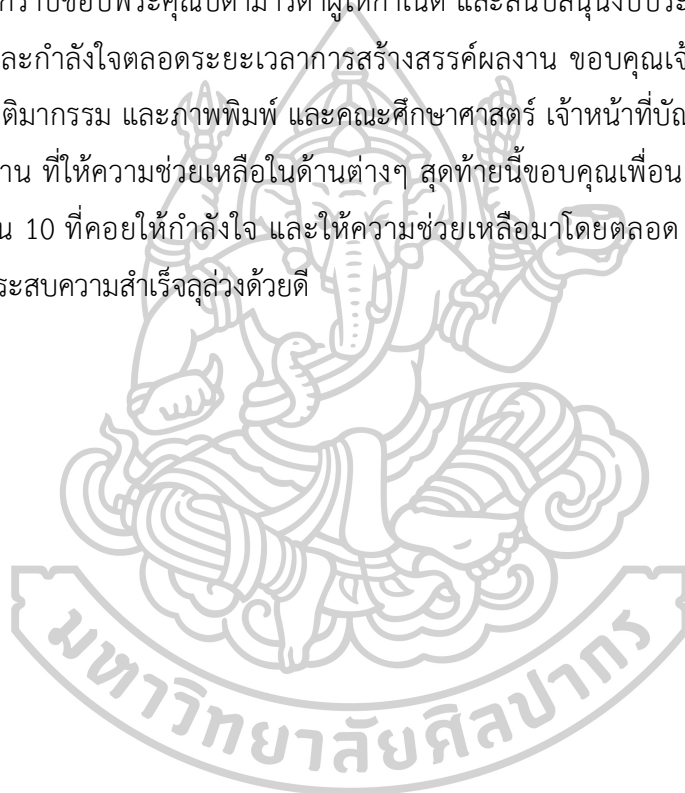 กราบขอบพระคุณบิดามารดาผู้ให้กำเนิด และสนับสนุนงบประ
ละกำลังใจตลอดระยะเวลาการสร้างสรรค์ผลงาน ขอบคุณเจ้
ติมากรรม และภาพพิมพ์ และคณะศึกษาศาสตร์ เจ้าหน้าที่บัณ
าน ที่ให้ความช่วยเหลือในด้านต่างๆ สุดท้ายนี้ขอบคุณเพื่อน
น 10 ที่คอยให้กำลังใจ และให้ความช่วยเหลือมาโดยตลอด
ระสบความสำเร็จลุล่วงด้วยดี
มหาวิทยาลัยศิลปากร